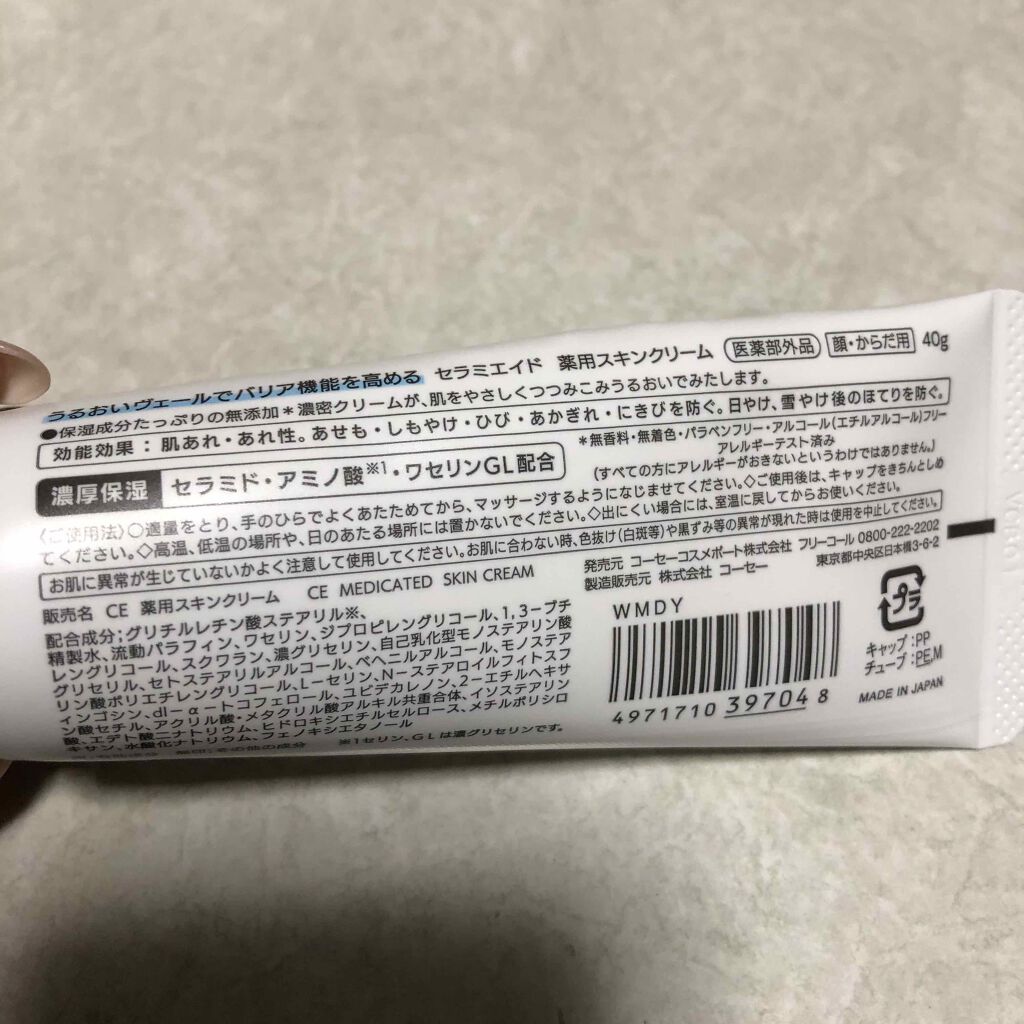 うるおいヴェールでバリア機能を高める セラミエイド 薬用スキンクリーム 医薬部外品 顔・からだ用 40g
●保湿成分たっぷりの無添加*濃密クリームが、肌をやさしくつつみこみうるおいでみたします。
効能効果:肌あれ・あれ性。あせも・しもやけ・ひび・あかぎれ・にきびを防ぐ。日やけ、雪やけ後のほてりを防ぐ。
濃厚保湿 セラミド・アミノ酸※1・ワセリンGL配合
*無香料・無着色・パラベンフリー・アルコール(エチルアルコール)フリー
アレルギーテスト済み
(すべての方にアレルギーがおきないというわけではありません。)
〈ご使用法〉○適量をとり、手のひらでよくあたためてから、マッサージするようになじませてください。◇ご使用後は、キャップをきちんとしめ
てください。◇高温、低温の場所や、日のあたる場所には置かないでください。◇出にくい場合には、室温に戻してからお使いください。
お肌に異常が生じていないかよく注意して使用してください。お肌に合わない時、色抜け(白斑等)や黒ずみ等の異常が現れた時は使用を中止してください。
販売名 CE 薬用スキンクリーム CE MEDICATED SKIN CREAM
配合成分;グリチルレチン酸ステアリル※、
精製水、流動パラフィン、ワセリン、ジプロピレングリコール、1,3-ブチ
レングリコール、スクワラン、濃グリセリン、自己乳化型モノステアリン酸
グリセリル、セトステアリルアルコール、ベヘニルアルコール、モノステア
リン酸ポリエチレングリコール、L-セリン、N-ステアロイルフィトスフ
ィンゴシン、dl-α-トコフェロール、ユビデカレノン、2-エチルヘキサ
ン酸セチル、アクリル酸・メタクリル酸アルキル共重合体、イソステアリン
酸、エデト酸二ナトリウム、ヒドロキシエチルセルロース、メチルポリシロ
キサン、水酸化ナトリウム、フェノキシエタノール
※:有効成分 無印:その他の成分 ※1セリン、GLは濃グリセリンです。
発売元 コーセーコスメポート株式会社 フリーコール 0800-222-2202
製造販売元 株式会社 コーセー 東京都中央区日本橋3-6-2
WMDY
4971710 397048
プラ
キャップ:PP
チューブ:PE,M
MADE IN JAPAN